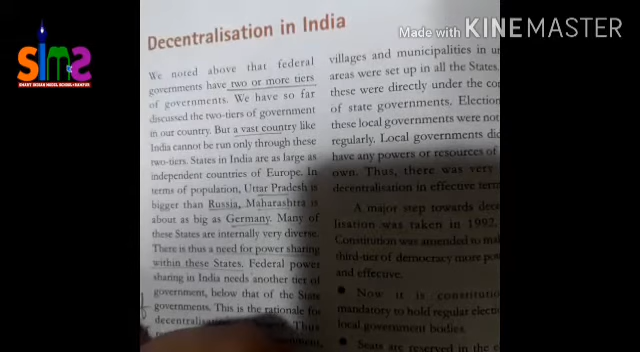 Made with KINEMASTER
SIMS
SMART INDIAN MODEL SCHOOL RAMPUR
Decentralisation in India
We noted above that federal
governments have two or more tiers
of governments. We have so far
discussed the two-tiers of government
in our country. But a vast country like
India cannot be run only through these
two-tiers. States in India are as large as
independent countries of Europe. In
terms of population, Uttar Pradesh is
bigger than Russia, Maharashtra is
about as big as Germany. Many of
these States are internally very diverse.
There is thus a need for power sharing
within these States. Federal power
sharing in India needs another tier of
government, below that of the State
governments. This is the rationale for
Thus
villages and municipalities in
areas were set up in all the States.
these were directly under the
of state governments. Election
these local governments were not
regularly. Local governments
have any powers or resources of
own. Thus, there was very
decentralisation in effective
A major step towards
lisation was taken in 1992.
Constitution was amended to
third-tier of democracy more
and effective.
● Now it is
mandatory to hold regular
local government bodies.
● Seats are reserved in the